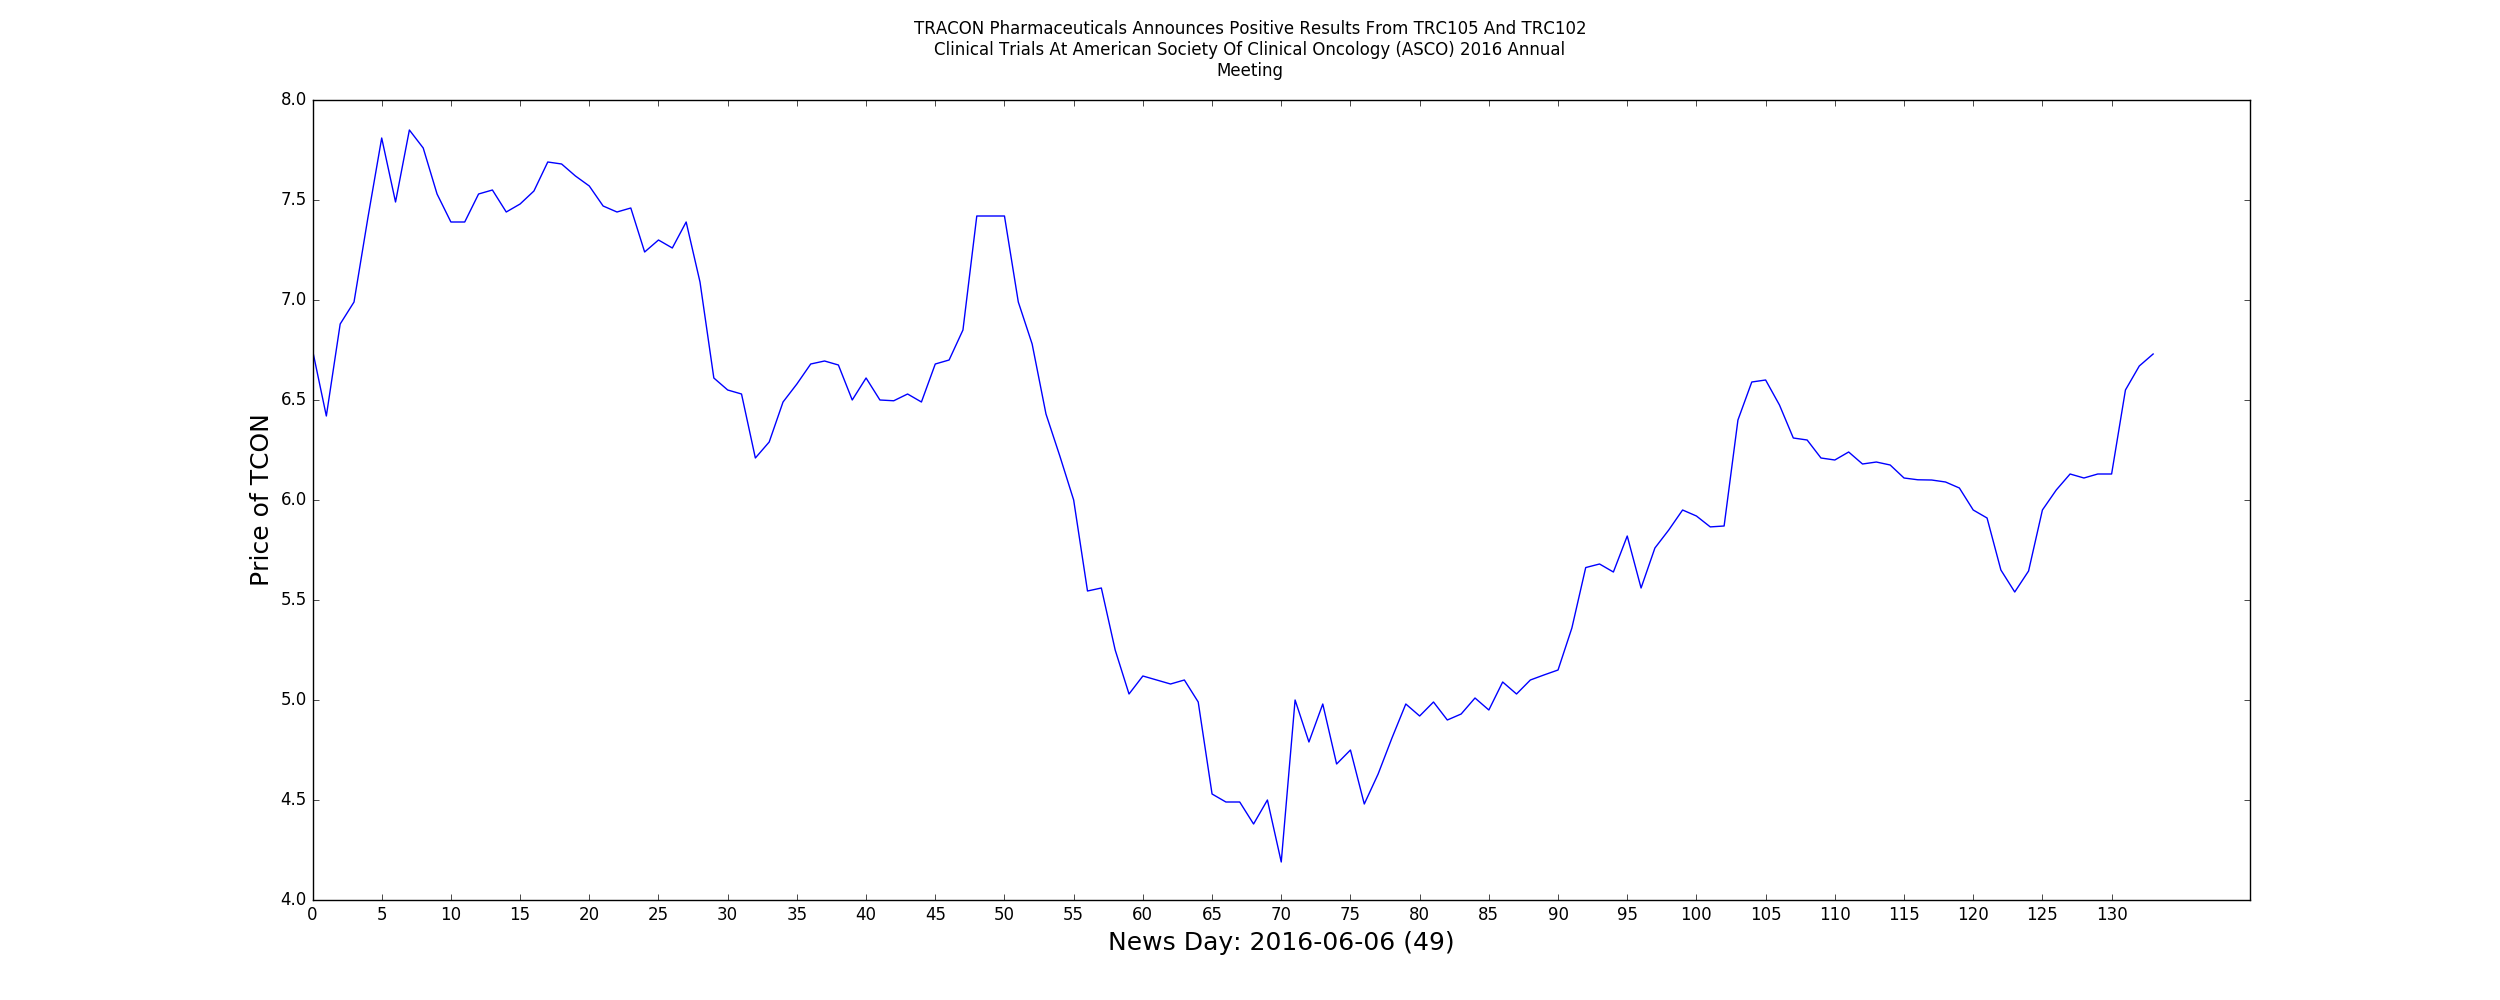 TRACON Pharmaceuticals Announces Positive Results From TRC105 And TRC102
Clinical Trials At American Society Of Clinical Oncology (ASCO) 2016 Annual
Meeting
8.0
7.5
7.0
6.5
6.0
5.5
5.0
4.5
4.0
Price of TCON
0 5 10 15 20 25 30 35 40 45 50 55 60 65 70 75 80 85 90 95 100 105 110 115 120 125 130
News Day: 2016-06-06 (49)